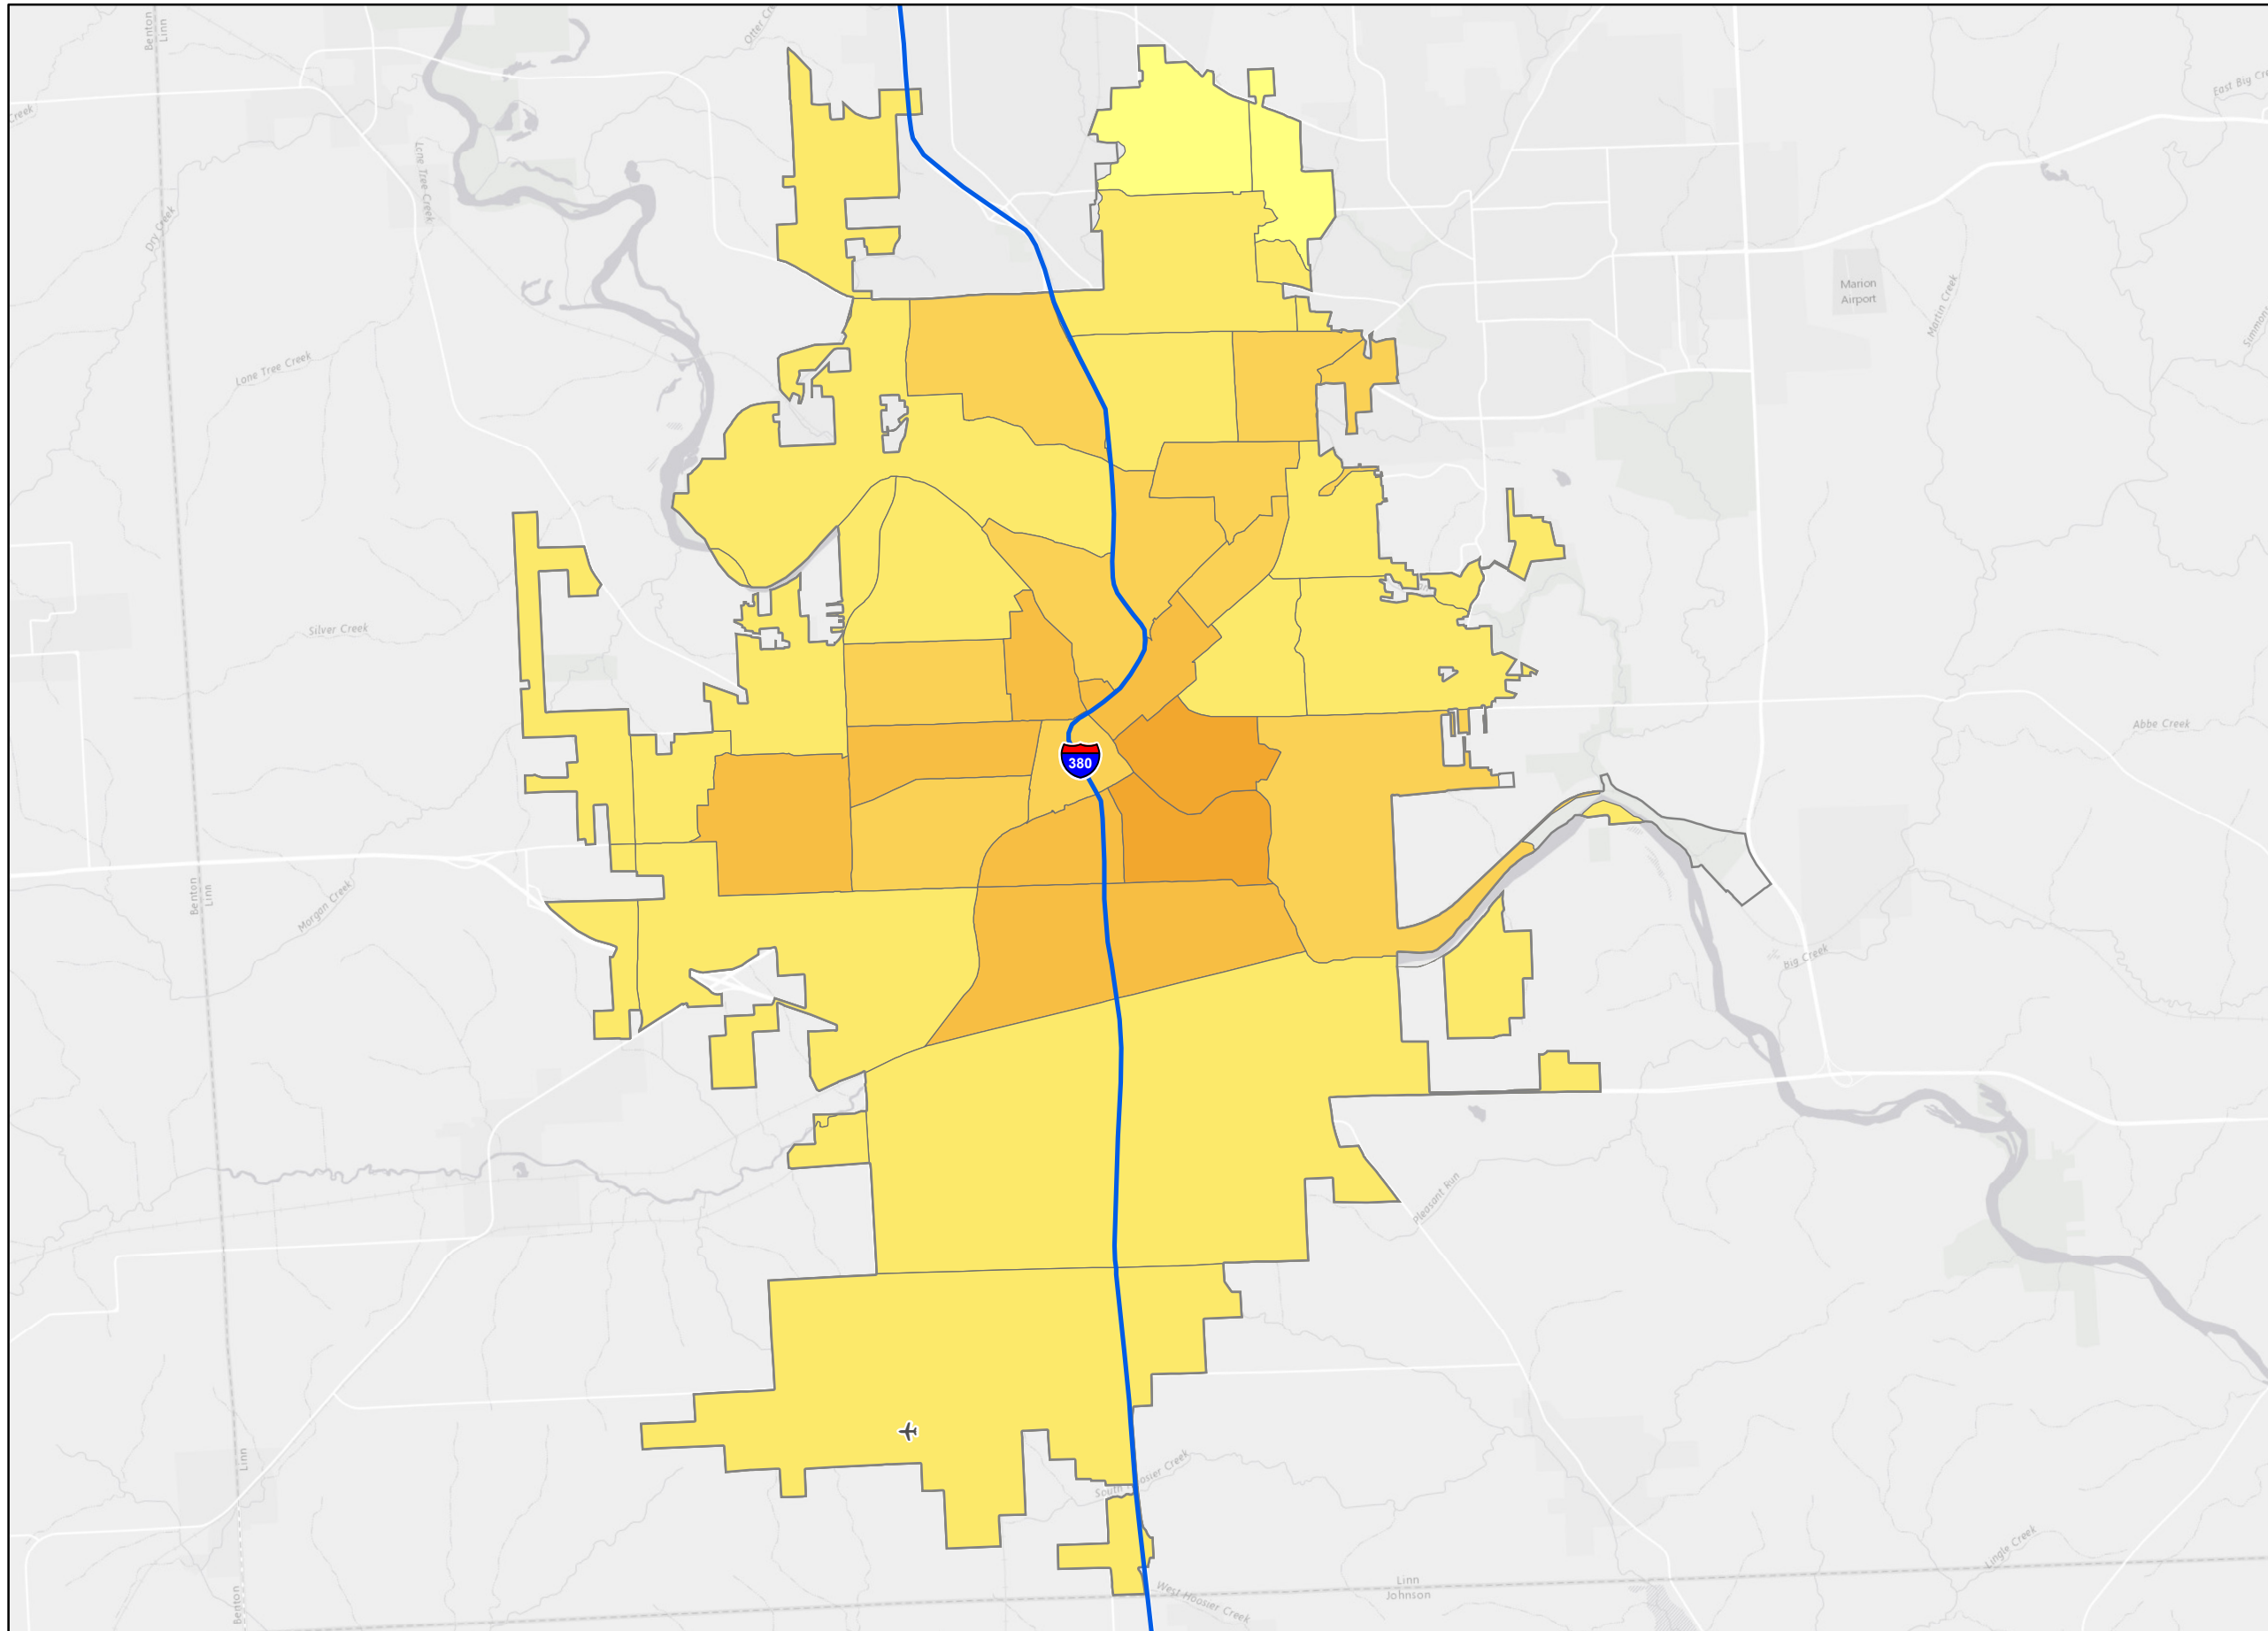 Benton
Linn
Otter Cr
East Big Cre
Creek
Lone Tree Creek
Dry Creek
Marion
Airport
Martin Creek
Simmons
Lone Tree Creek
Silver Creek
Abbe Creek
380
Benton
Linn
Morgan Creek
Big Creek
Pleasant Run
Linn
South Hoosier Creek
Benton
West Hoosier Creek
Linn
Johnson
Lingle Creek